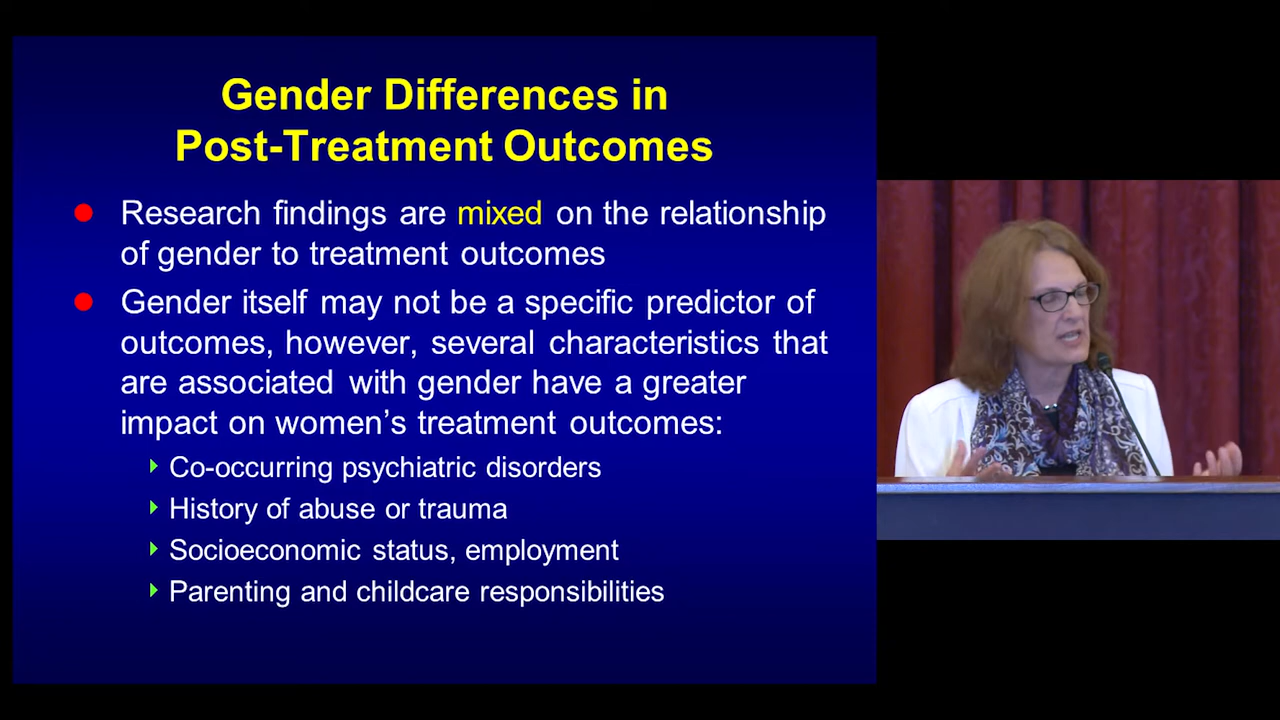 Gender Differences in
Post-Treatment Outcomes
Research findings are mixed on the relationship
of gender to treatment outcomes
Gender itself may not be a specific predictor of
outcomes, however, several characteristics that
are associated with gender have a greater
impact on women's treatment outcomes:
Co-occurring psychiatric disorders
History of abuse or trauma
Socioeconomic status, employment
Parenting and childcare responsibilities